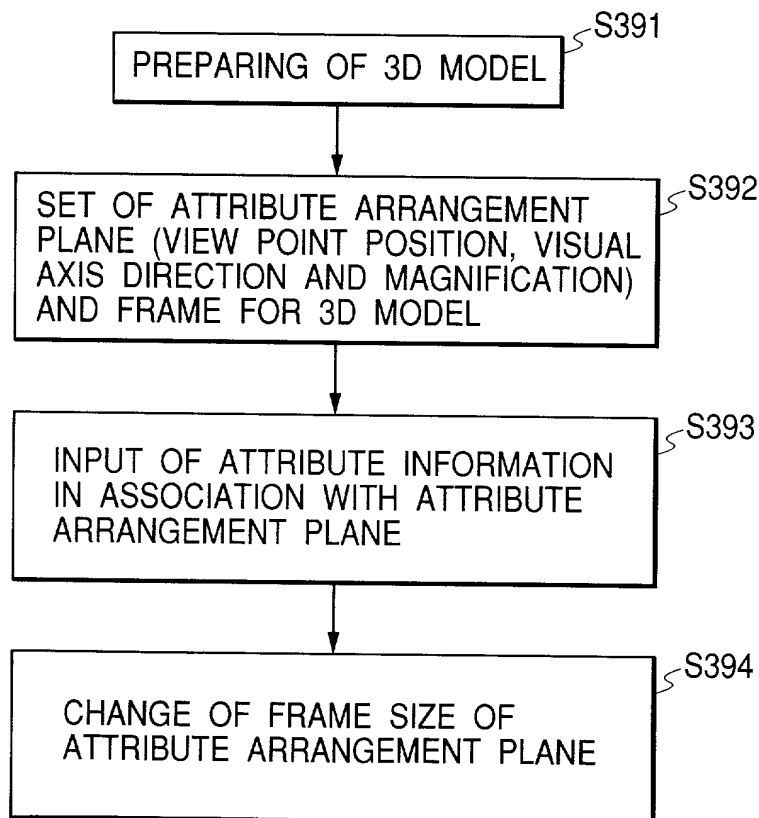 S391
PREPARING OF 3D MODEL
S392
SET OF ATTRIBUTE ARRANGEMENT
PLANE (VIEW POINT POSITION, VISUAL
AXIS DIRECTION AND MAGNIFICATION)
AND FRAME FOR 3D MODEL
S393
INPUT OF ATTRIBUTE INFORMATION
IN ASSOCIATION WITH ATTRIBUTE
ARRANGEMENT PLANE
S394
CHANGE OF FRAME SIZE OF
ATTRIBUTE ARRANGEMENT PLANE